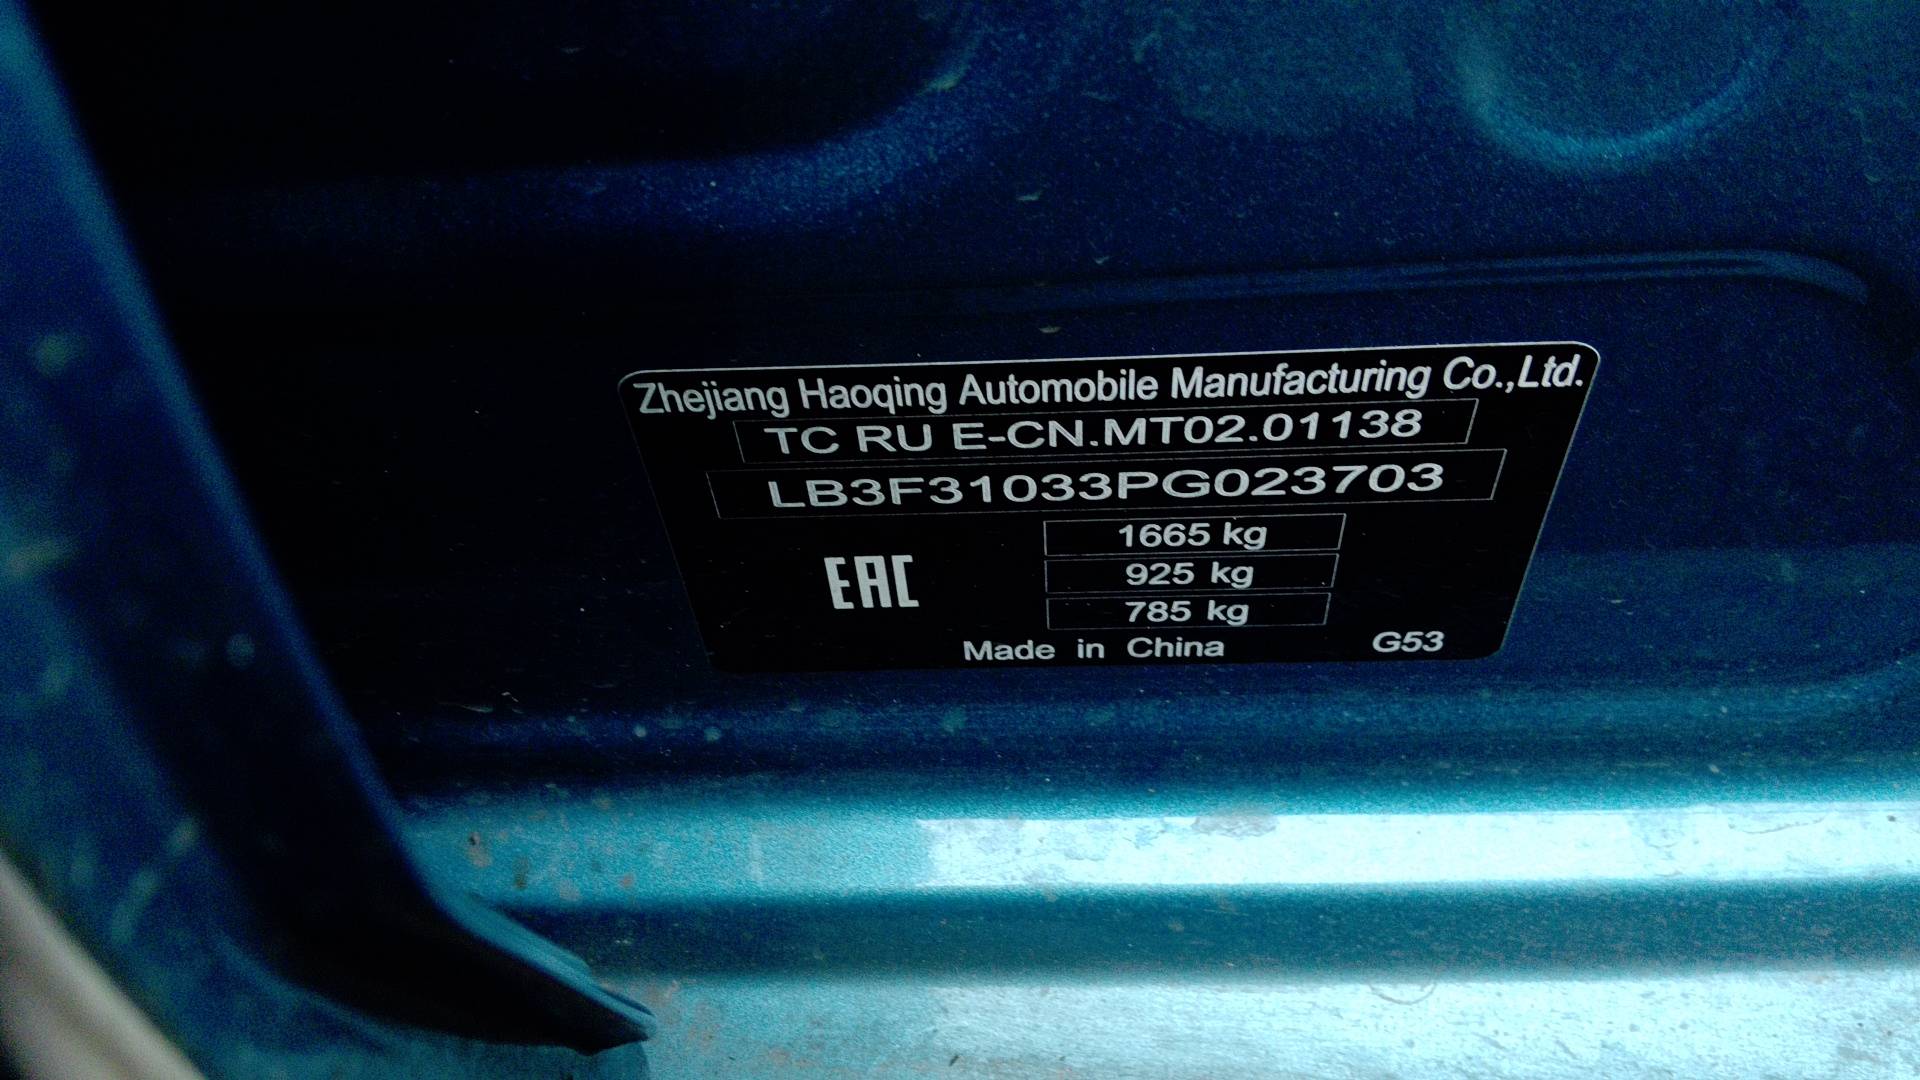 Zhejiang Haoqing Automobile Manufacturing Co.,Ltd.
TC RU E-CN.MT02.01138
LB3F31033PG023703
1665 kg
EAC
925 kg
785 kg
Made in China G53